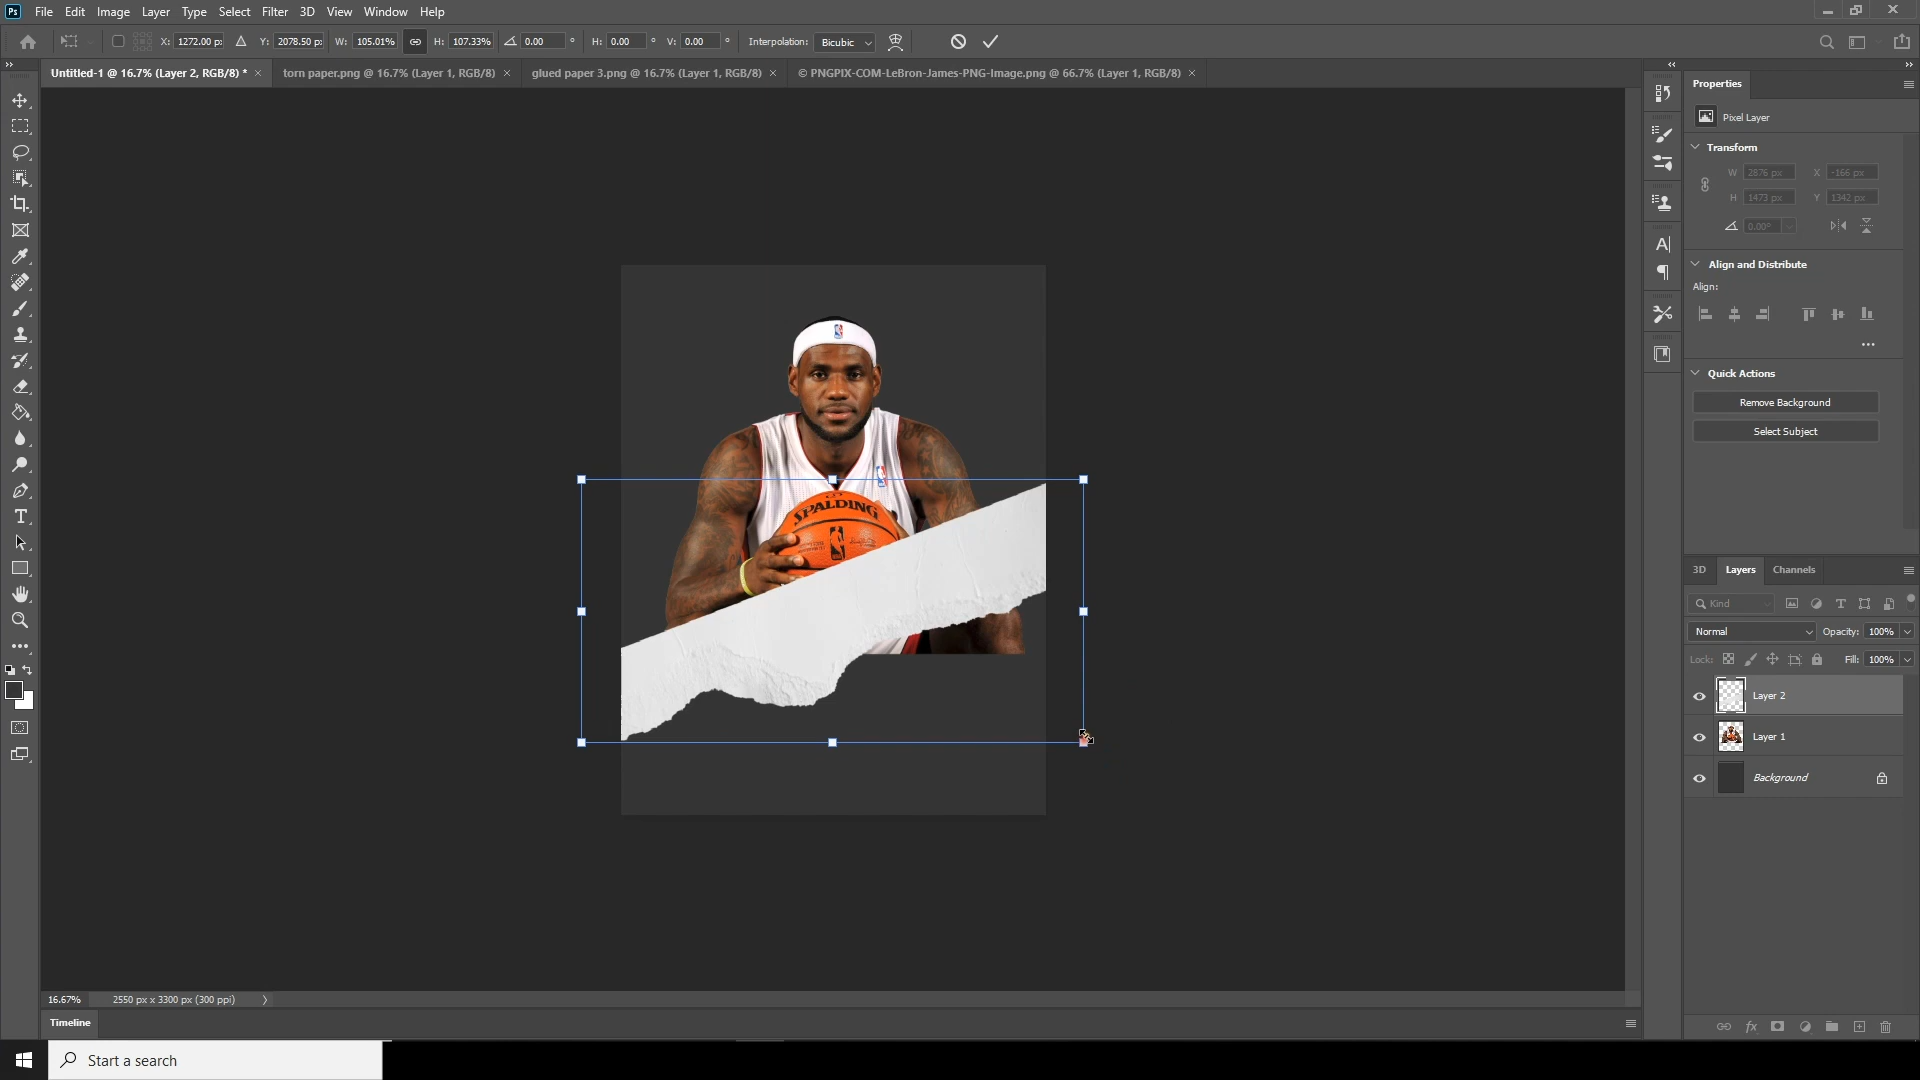 Ps File Edit Image Layer Type Select Filter 3D View Window Help
X: 1272.00 p: Y: 2078.50 p: W: 105.01% H: 107.33% 0.00 ° H: 0.00 ° V: 0.00 ° Interpolation: Bicubic
Untitled-1 @ 16.7% (Layer 2, RGB/8) * × torn paper.png @ 16.7% (Layer 1, RGB/8) × glued paper 3.png @ 16.7% (Layer 1, RGB/8) × © PNGPIX-COM-LeBron-James-PNG-Image.png @ 66.7% (Layer 1, RGB/8) ×
Properties
Pixel Layer
Transform
W 2876 px X -166 px
H 1473 px Y 1342 px
0.00°
Align and Distribute
Align:
Quick Actions
Remove Background
Select Subject
SPALDING
3D Layers Channels
Kind
Normal Opacity: 100%
Lock: Fill: 100%
Layer 2
Layer 1
Background
16.67% 2550 px x 3300 px (300 ppi)
Timeline
Start a search